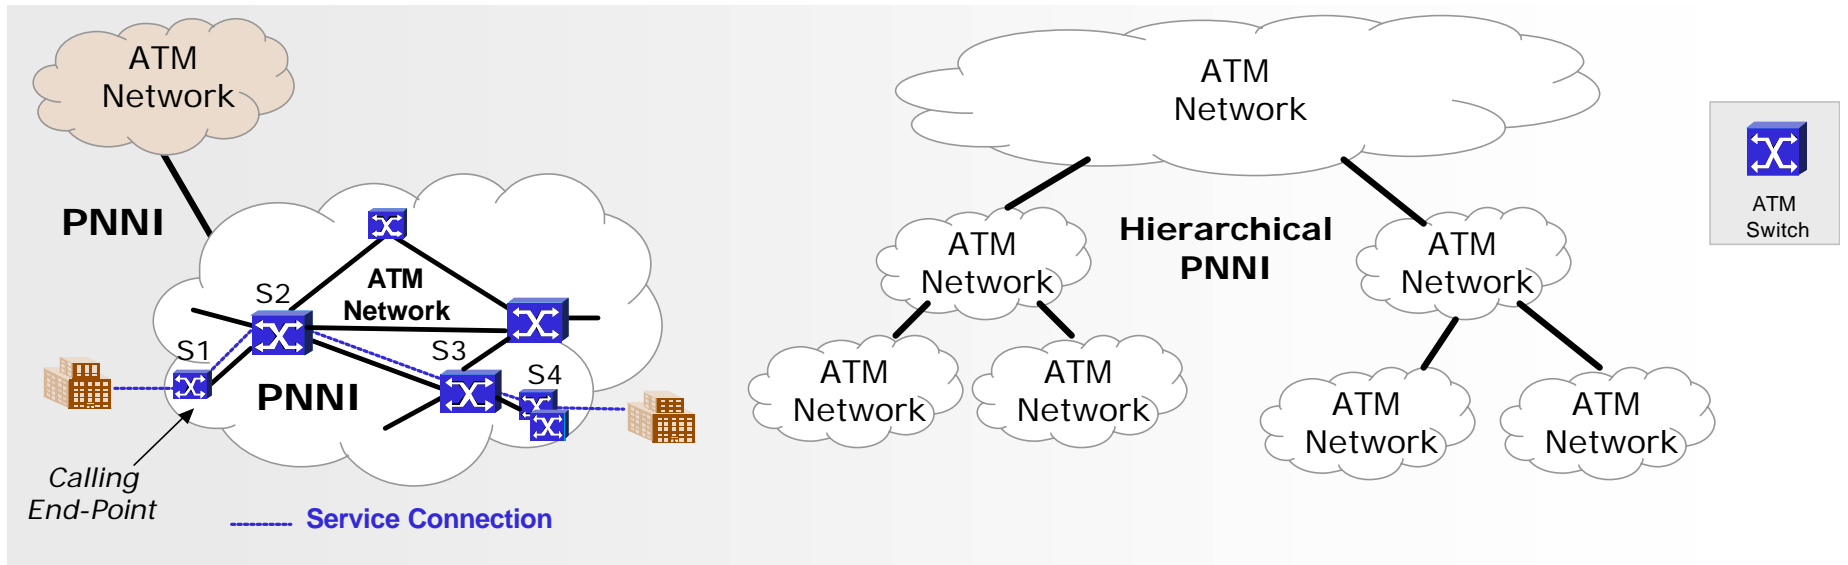 ATM
Network
PNNI
S2
ATM
Network
S1
S3
S4
PNNI
Calling
End-Point
Service Connection
ATM
Network
Hierarchical
PNNI
ATM
Network
ATM
Network
ATM
Network
ATM
Network
ATM
Network
ATM
Network
ATM
Switch